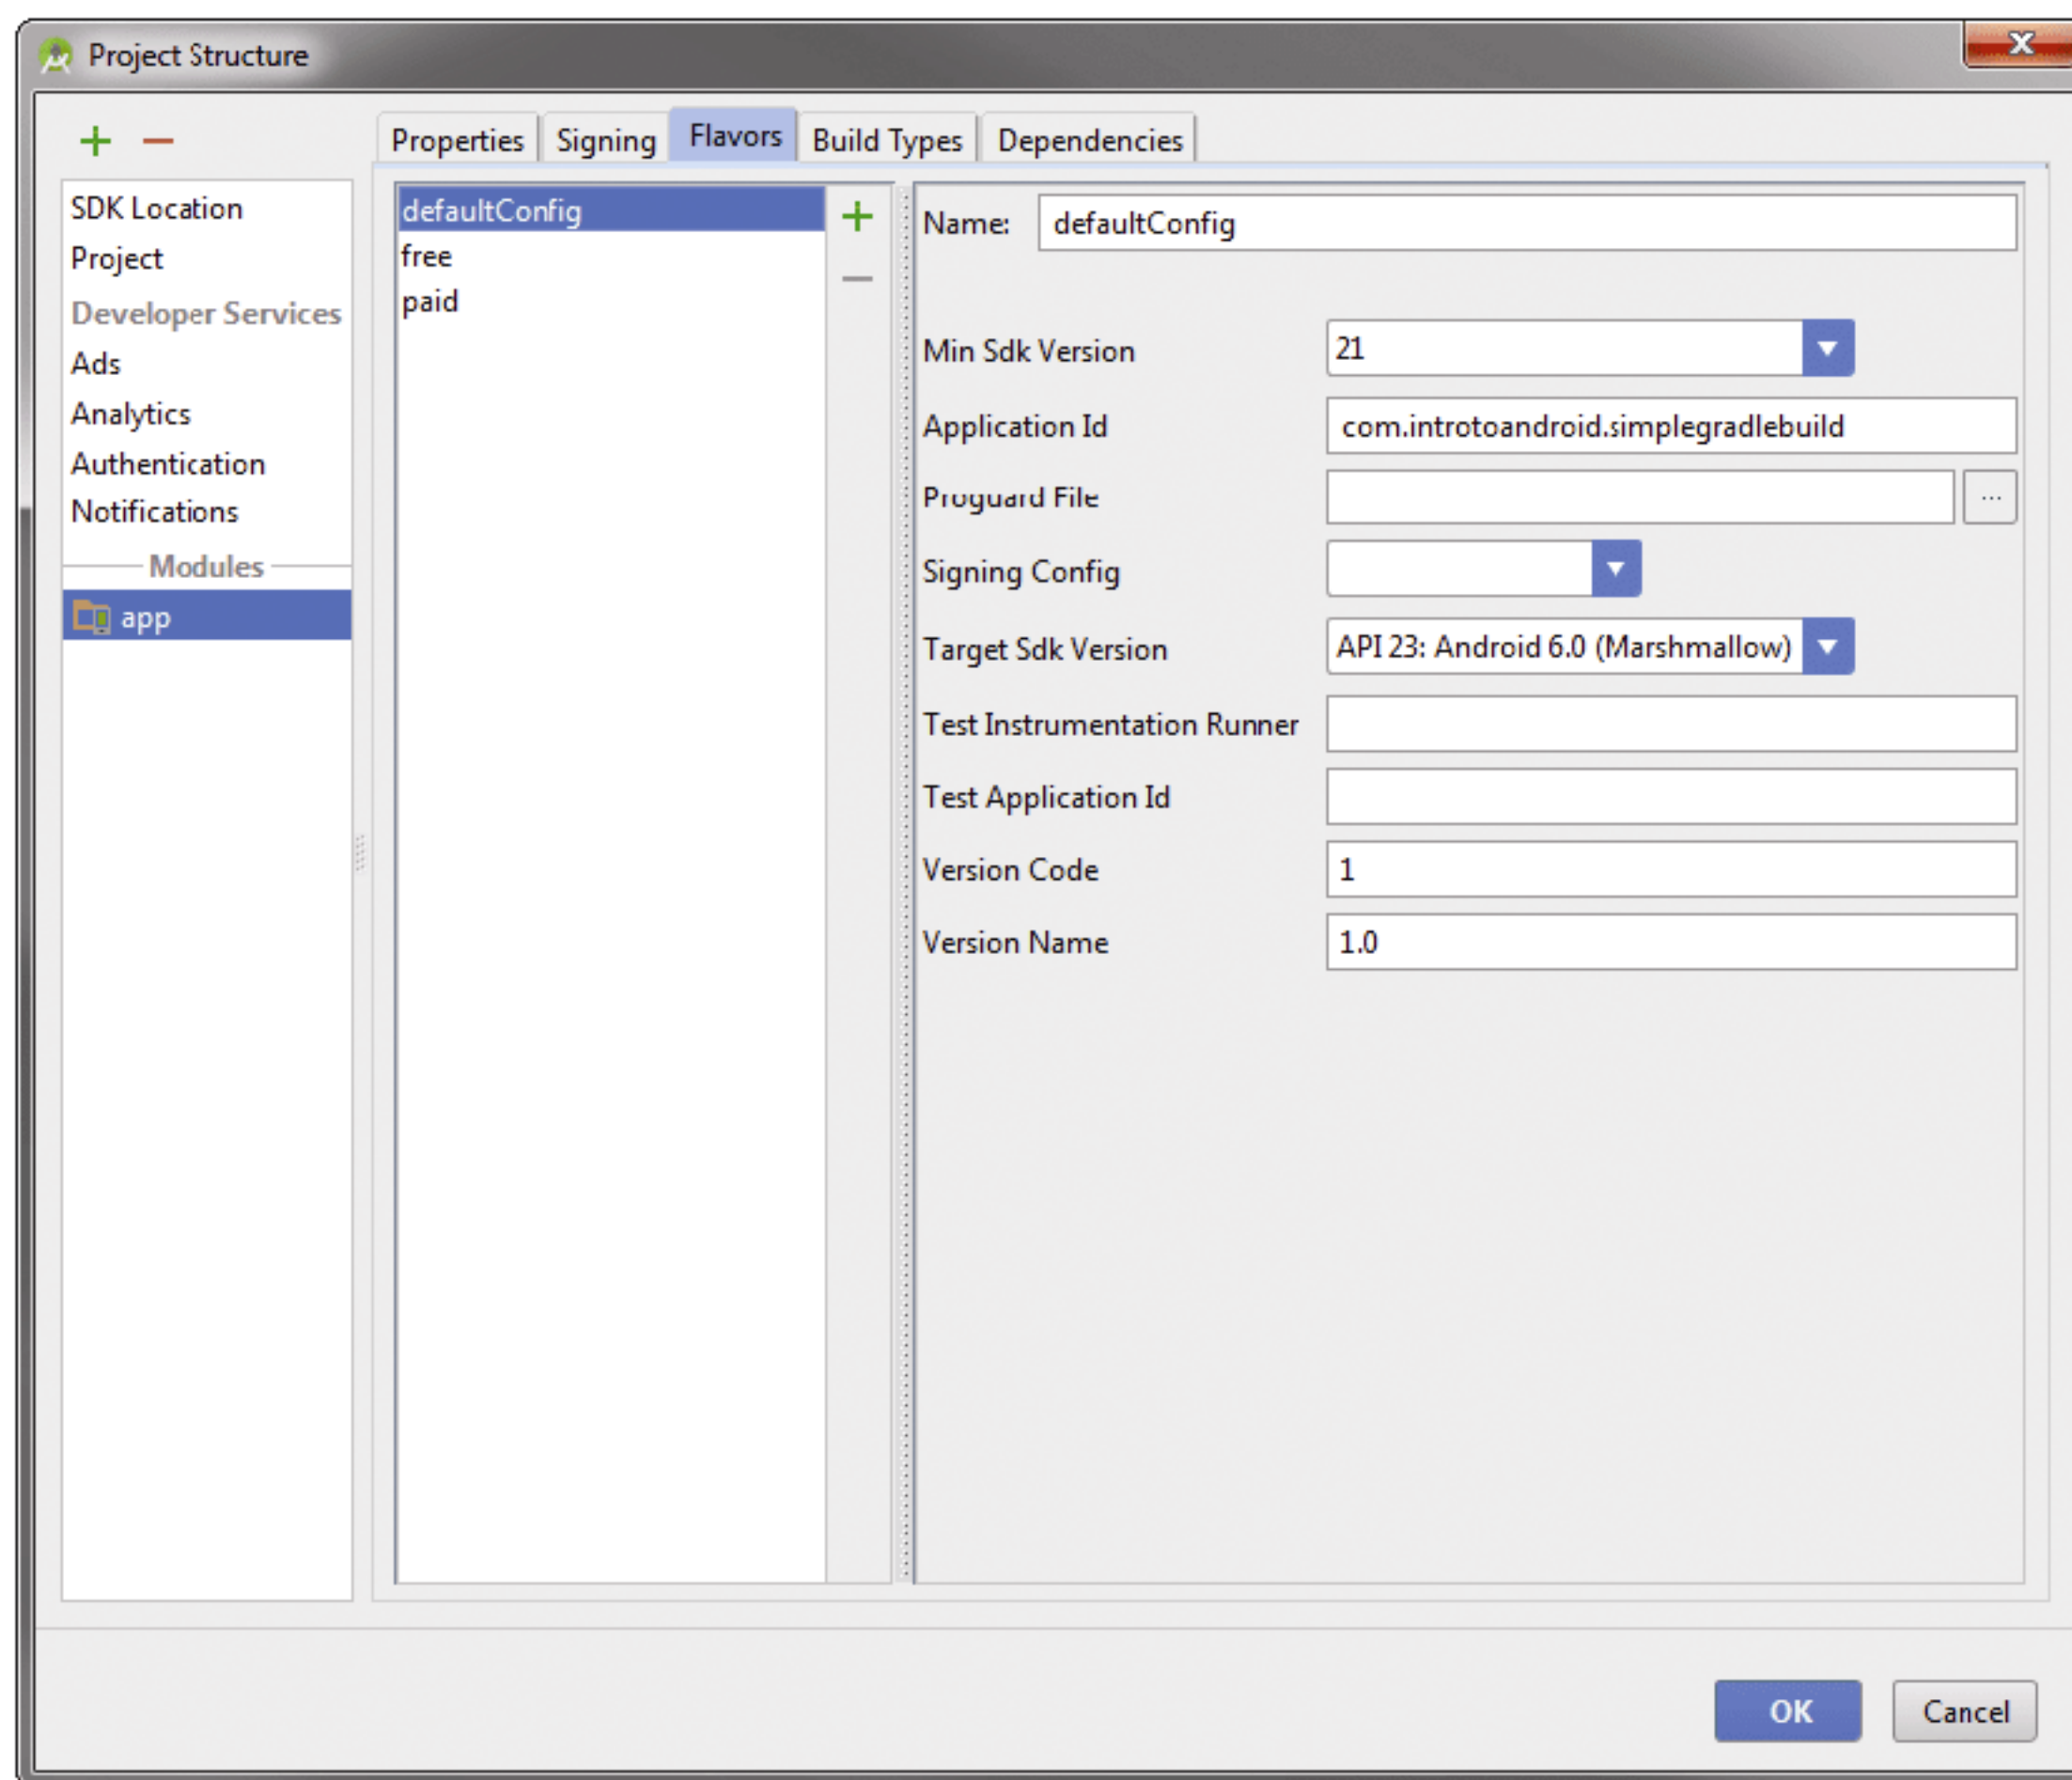 Project Structure
Properties Signing Flavors Build Types Dependencies
SDK Location
Project
Developer Services
Ads
Analytics
Authentication
Notifications
Modules
app
defaultConfig
free
paid
Name: defaultConfig
Min Sdk Version 21
Application Id com.introtoandroid.simplegradlebuild
Proguard File ...
Signing Config
Target Sdk Version API 23: Android 6.0 (Marshmallow)
Test Instrumentation Runner
Test Application Id
Version Code 1
Version Name 1.0
OK Cancel